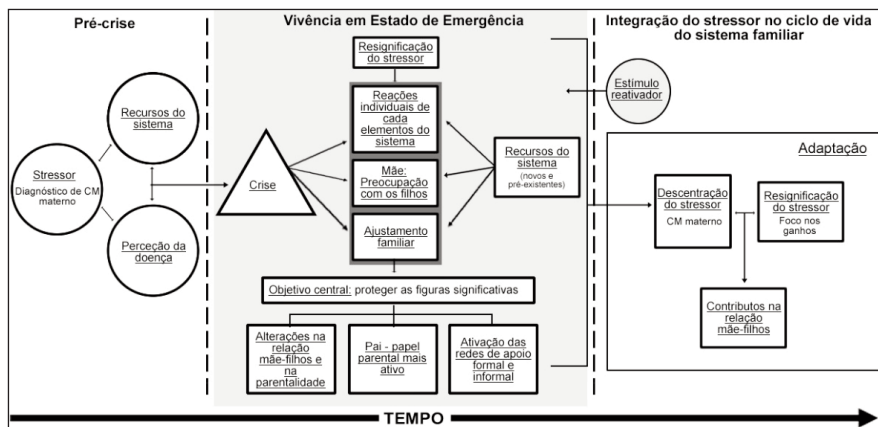 Pré-crise
Stressor
Diagnóstico de CM
materno
Recursos do
sistema
Perceção da
doença
Vivência em Estado de Emergência
Crise
Resignificação
do stressor
Reações
individuais de
cada
elementos do
sistema
Mãe:
Preocupação
com os filhos
Ajustamento
familiar
Recursos do
sistema
(novos e
pré-existentes)
Objetivo central: proteger as figuras significativas
Alterações na
relação
mãe-filhos e
na
parentalidade
Pai - papel
parental mais
ativo
Ativação das
redes de apoio
formal e
informal
Integração do stressor no ciclo de vida
do sistema familiar
Estímulo
reativador
Adaptação
Descentração
do stressor
CM materno
Resignificação
do stressor
Foco nos
ganhos
Contributos na
relação
mãe-filhos
TEMPO